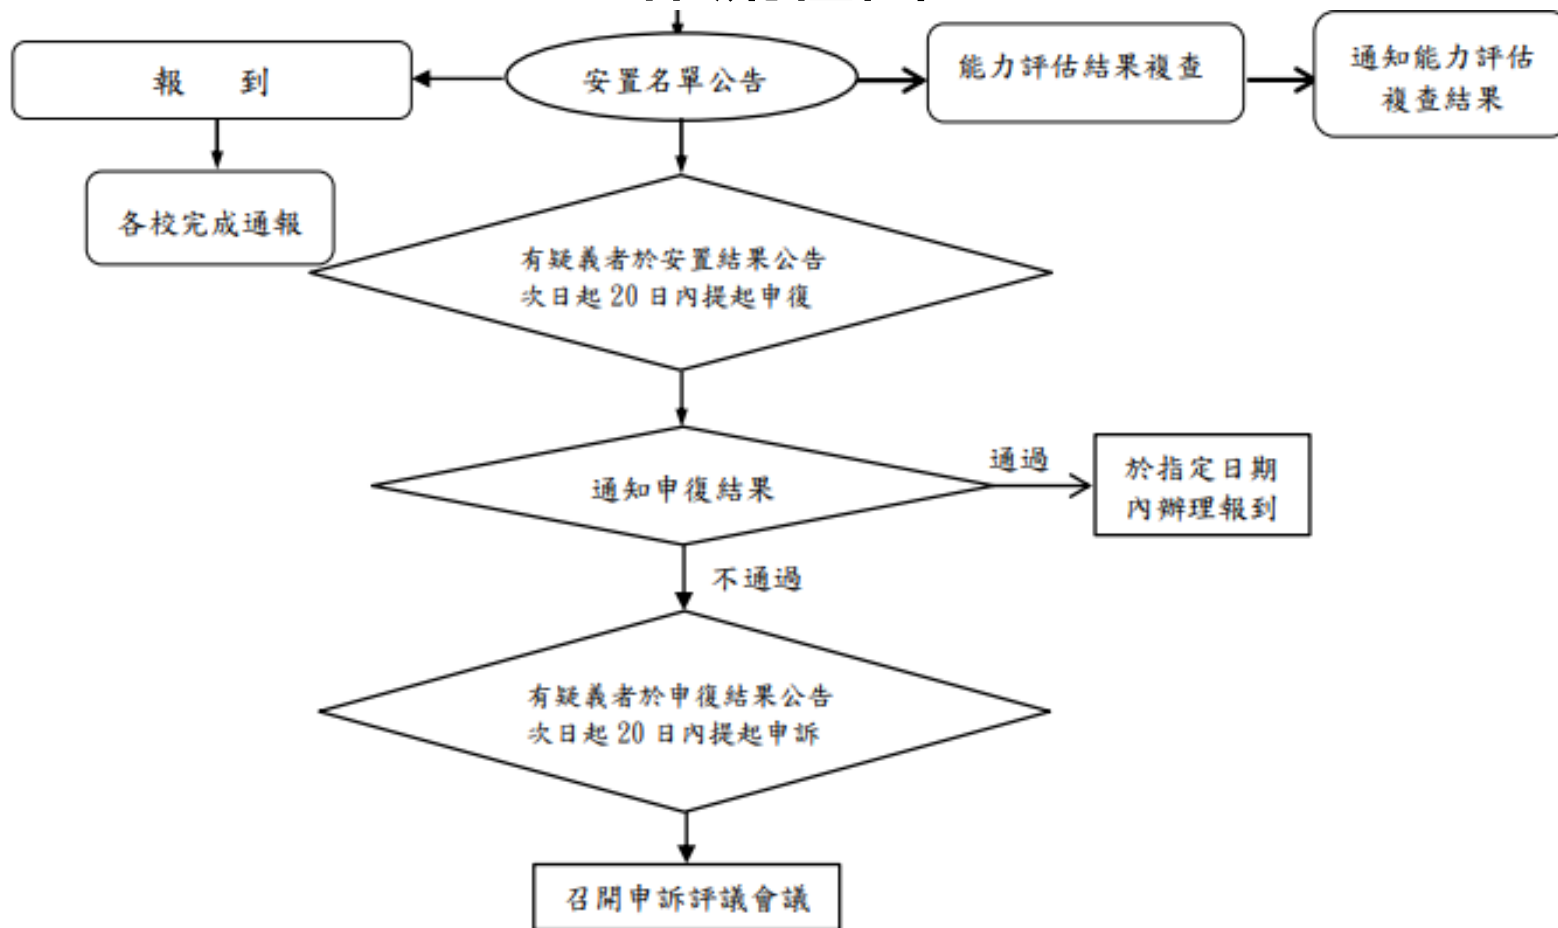 報 到
安置名單公告
能力評估結果複查
通知能力評估
複查結果
各校完成通報
有疑義者於安置結果公告
次日起 20 日內提起申復
通知申復結果
通過
於指定日期
內辦理報到
不通過
有疑義者於申復結果公告
次日起 20 日內提起申訴
召開申訴評議會議